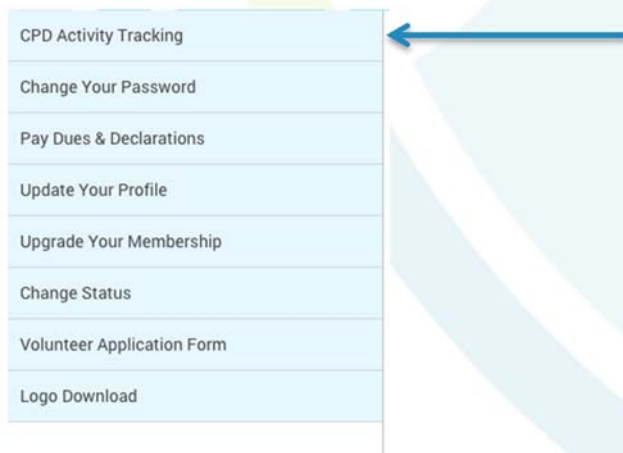 CPD Activity Tracking
Change Your Password
Pay Dues & Declarations
Update Your Profile
Upgrade Your Membership
Change Status
Volunteer Application Form
Logo Download